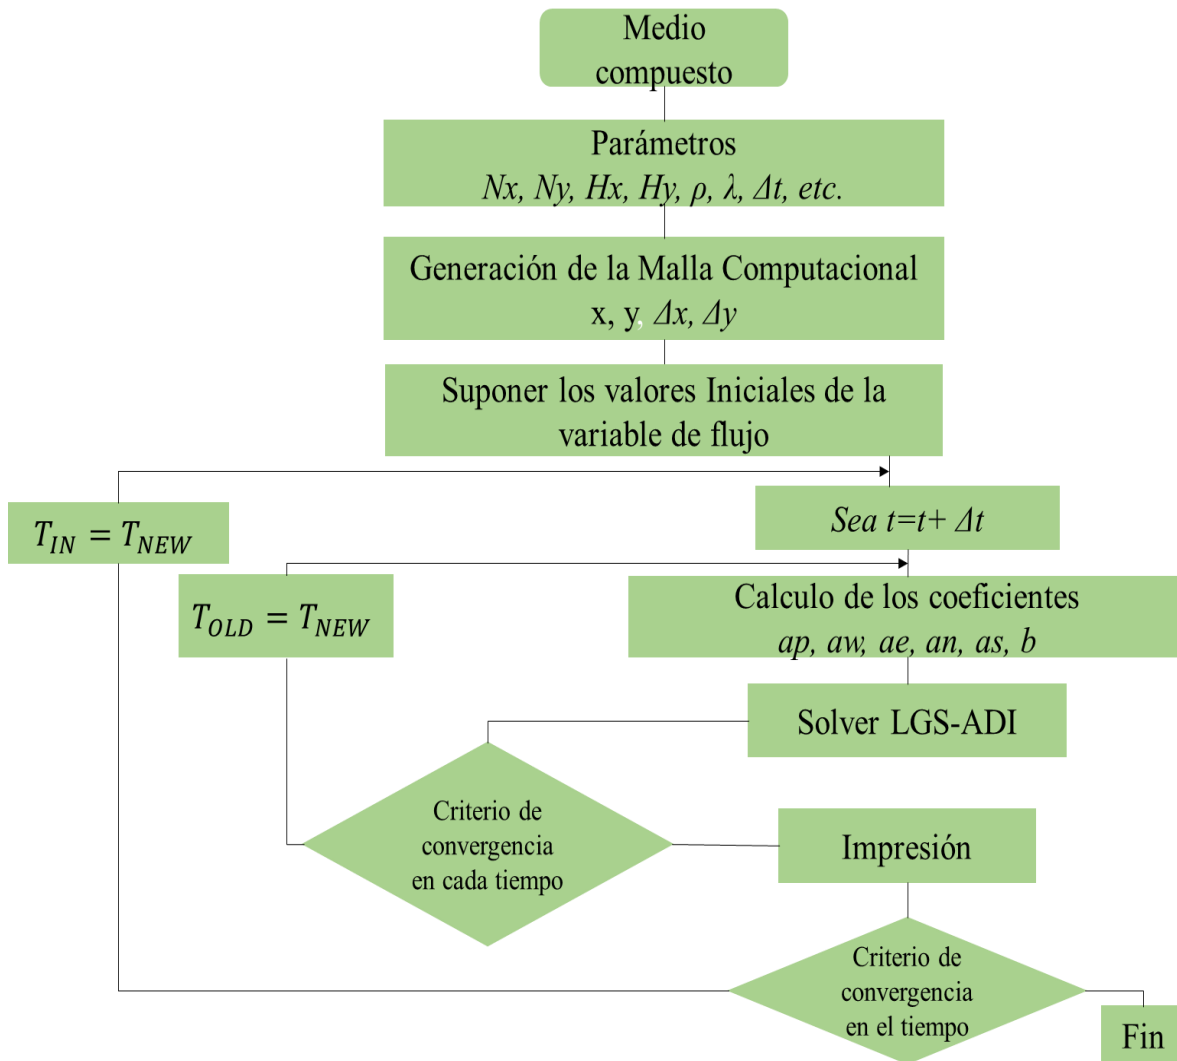 Medio
compuesto
Parámetros
Nx, Ny, Hx, Hy, ρ, λ, Δt, etc.
Generación de la Malla Computacional
x, y, Δx, Δy
Suponer los valores Iniciales de la
variable de flujo
T_IN = T_NEW
Sea t=t+ Δt
T_OLD = T_NEW
Calculo de los coeficientes
ap, aw, ae, an, as, b
Solver LGS-ADI
Criterio de
convergencia
en cada tiempo
Impresión
Criterio de
convergencia
en el tiempo
Fin